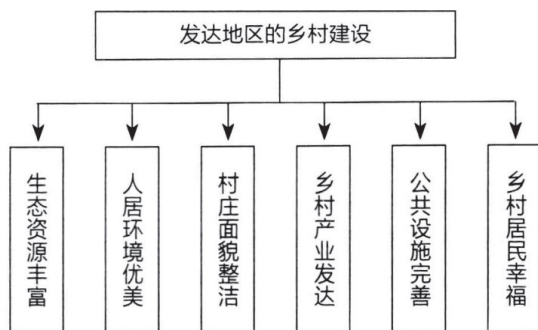 发达地区的乡村建设
生态资源丰富
人居环境优美
村庄面貌整洁
乡村产业发达
公共设施完善
乡村居民幸福